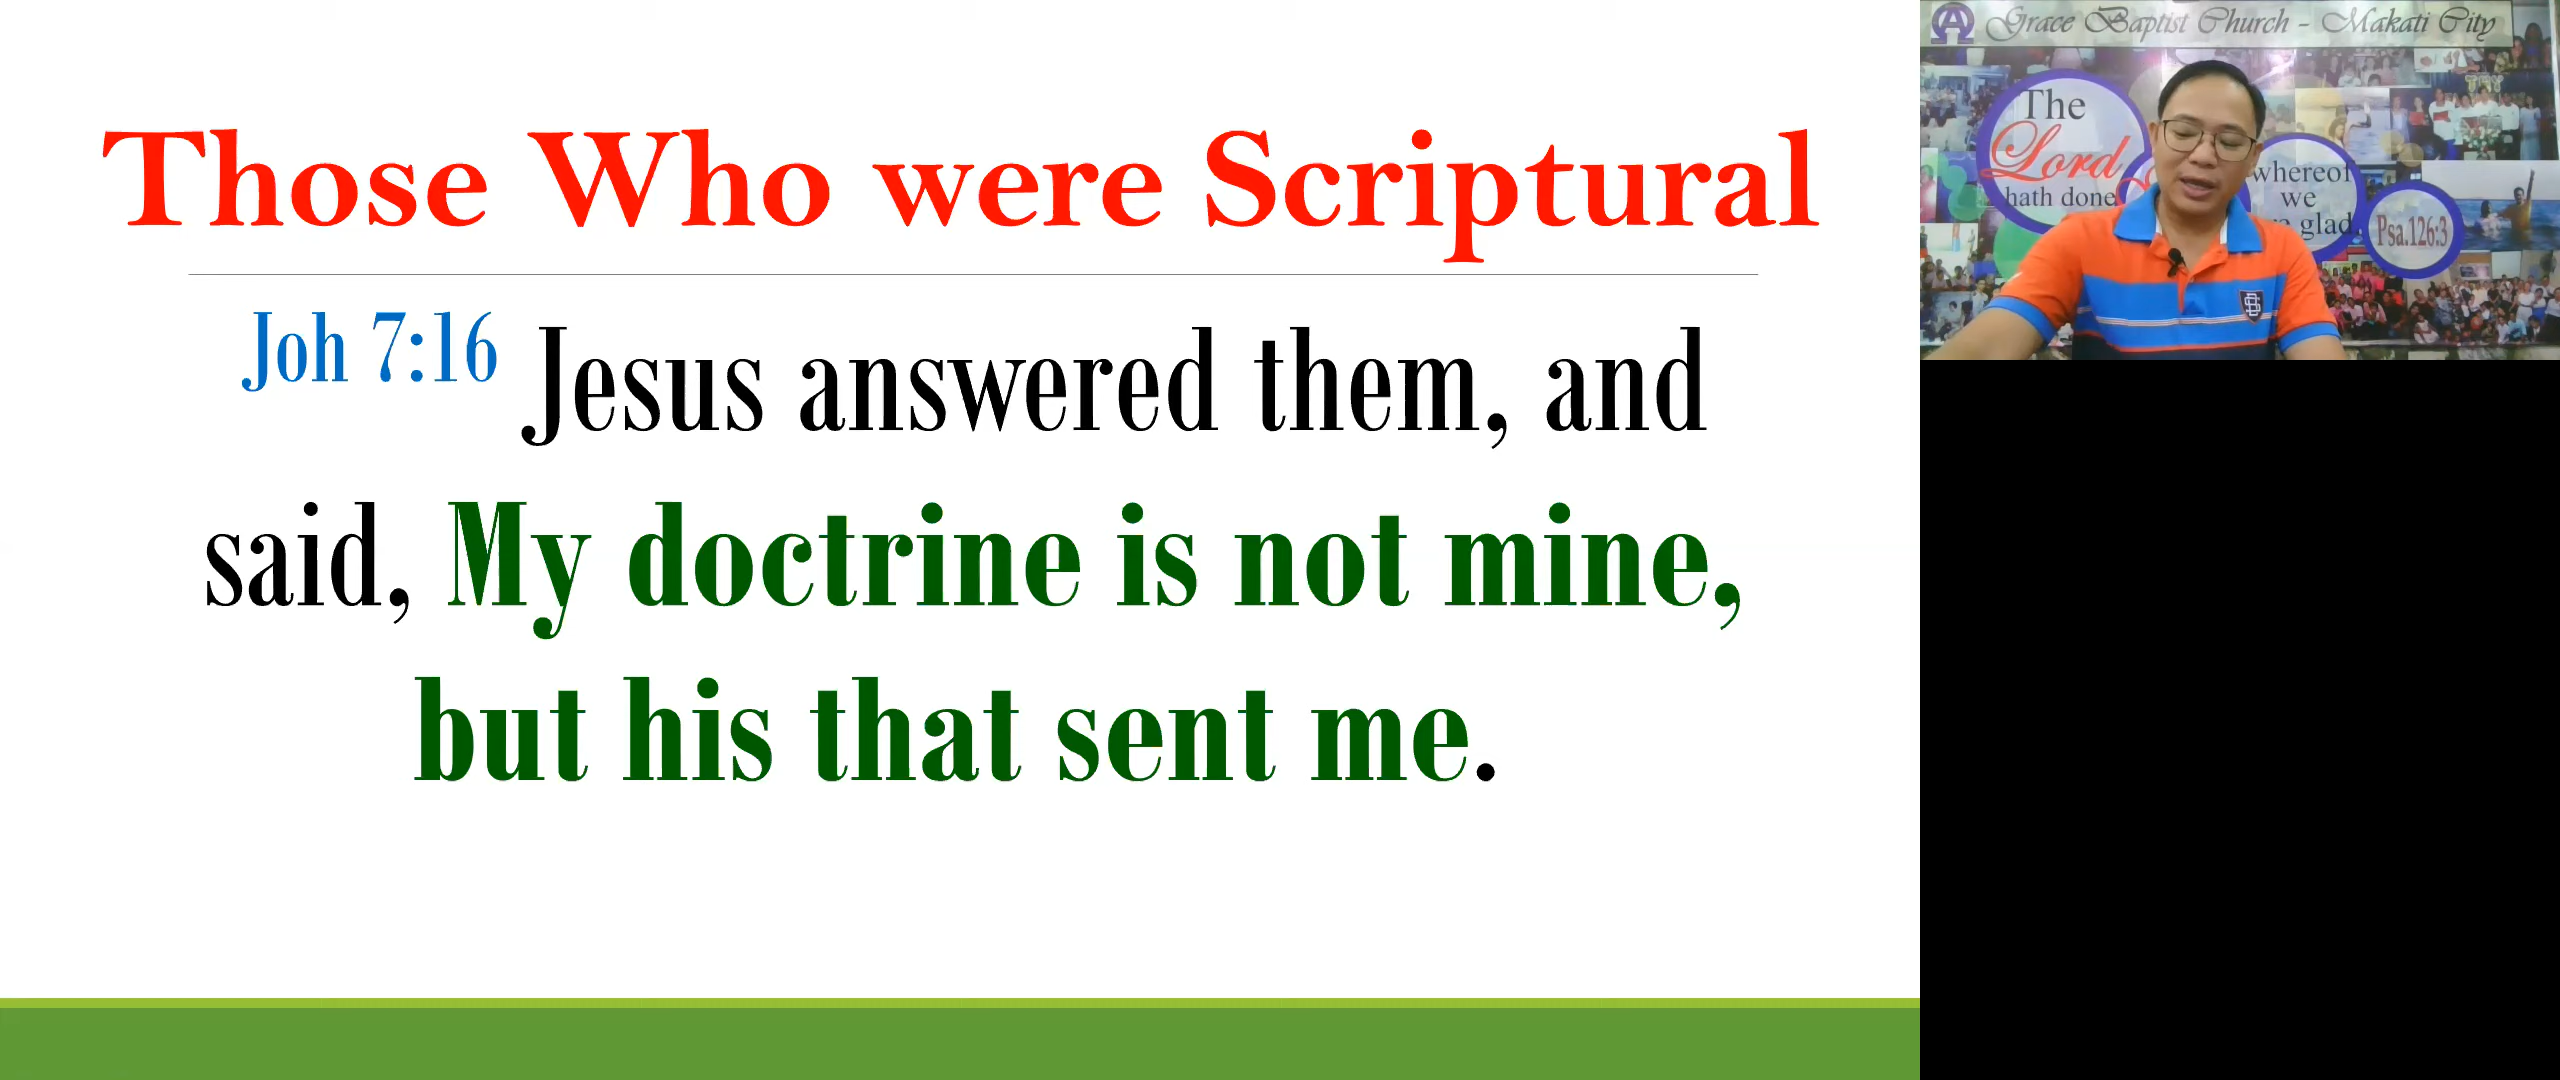 Those Who were Scriptural
Joh 7:16 Jesus answered them, and
said, My doctrine is not mine,
but his that sent me.
Grace Baptist Church - Makati City
The
Lord
hath done
whereof
we
glad.
Psa.126:3